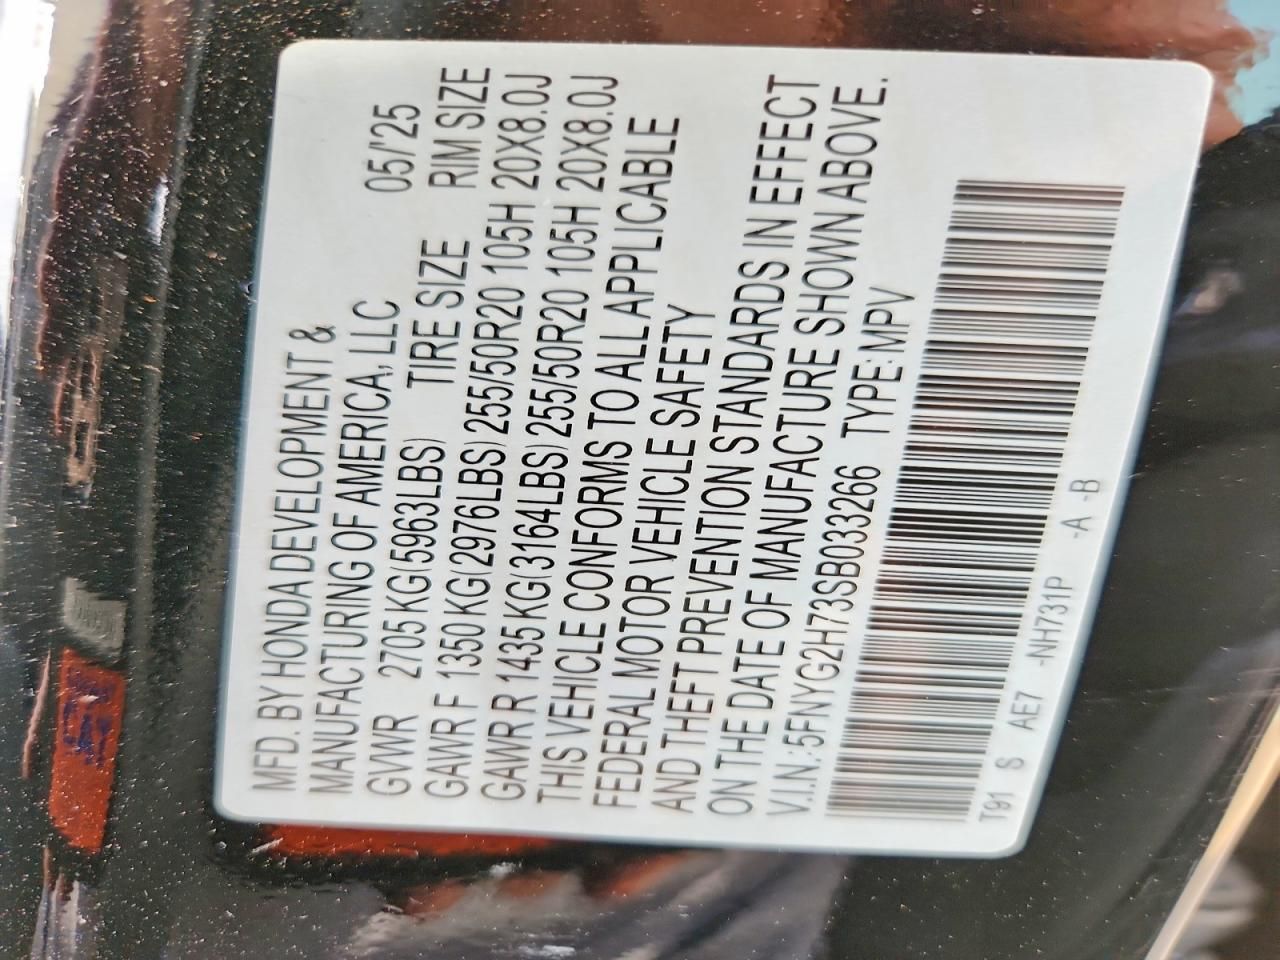 MFD. BY HONDA DEVELOPMENT &
MANUFACTURING OF AMERICA, LLC 05/'25
GVWR 2705 KG(5963LBS) TIRE SIZE RIM SIZE
GAWR F 1350 KG(2976LBS) 255/50R20 105H 20X8.0J
GAWR R 1435 KG(3164LBS) 255/50R20 105H 20X8.0J
THIS VEHICLE CONFORMS TO ALL APPLICABLE
FEDERAL MOTOR VEHICLE SAFETY
AND THEFT PREVENTION STANDARDS IN EFFECT
ON THE DATE OF MANUFACTURE SHOWN ABOVE.
V.I.N.:5FNYG2H73SB033266 TYPE: MPV
T91 S AE7 -NH731P -A -B